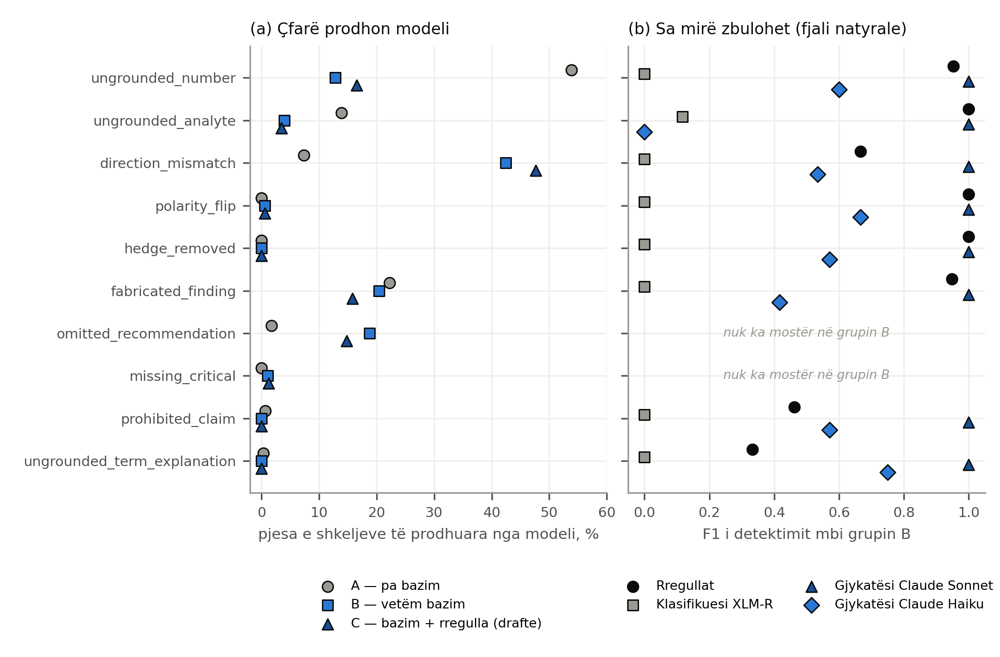 (a) Çfarë prodhon modeli
(b) Sa mirë zbulohet (fjali natyrale)
ungrounded_number
ungrounded_analyte
direction_mismatch
polarity_flip
hedge_removed
fabricated_finding
omitted_recommendation
nuk ka mostër në grupin B
missing_critical
nuk ka mostër në grupin B
prohibited_claim
ungrounded_term_explanation
0 10 20 30 40 50 60
0.0 0.2 0.4 0.6 0.8 1.0
pjesa e shkeljeve të prodhuara nga modeli, %
F1 i detektimit mbi grupin B
A — pa bazim
B — vetëm bazim
C — bazim + rregulla (drafte)
Rregullat
Klasifikuesi XLM-R
Gjykatësi Claude Sonnet
Gjykatësi Claude Haiku